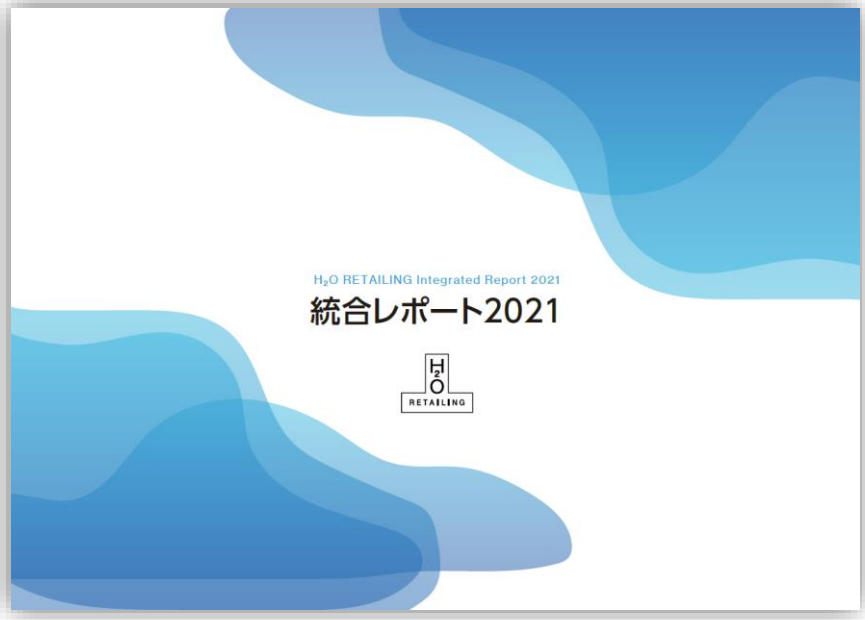 H₂O RETAILING Integrated Report 2021
統合レポート2021
H₂O
RETAILING